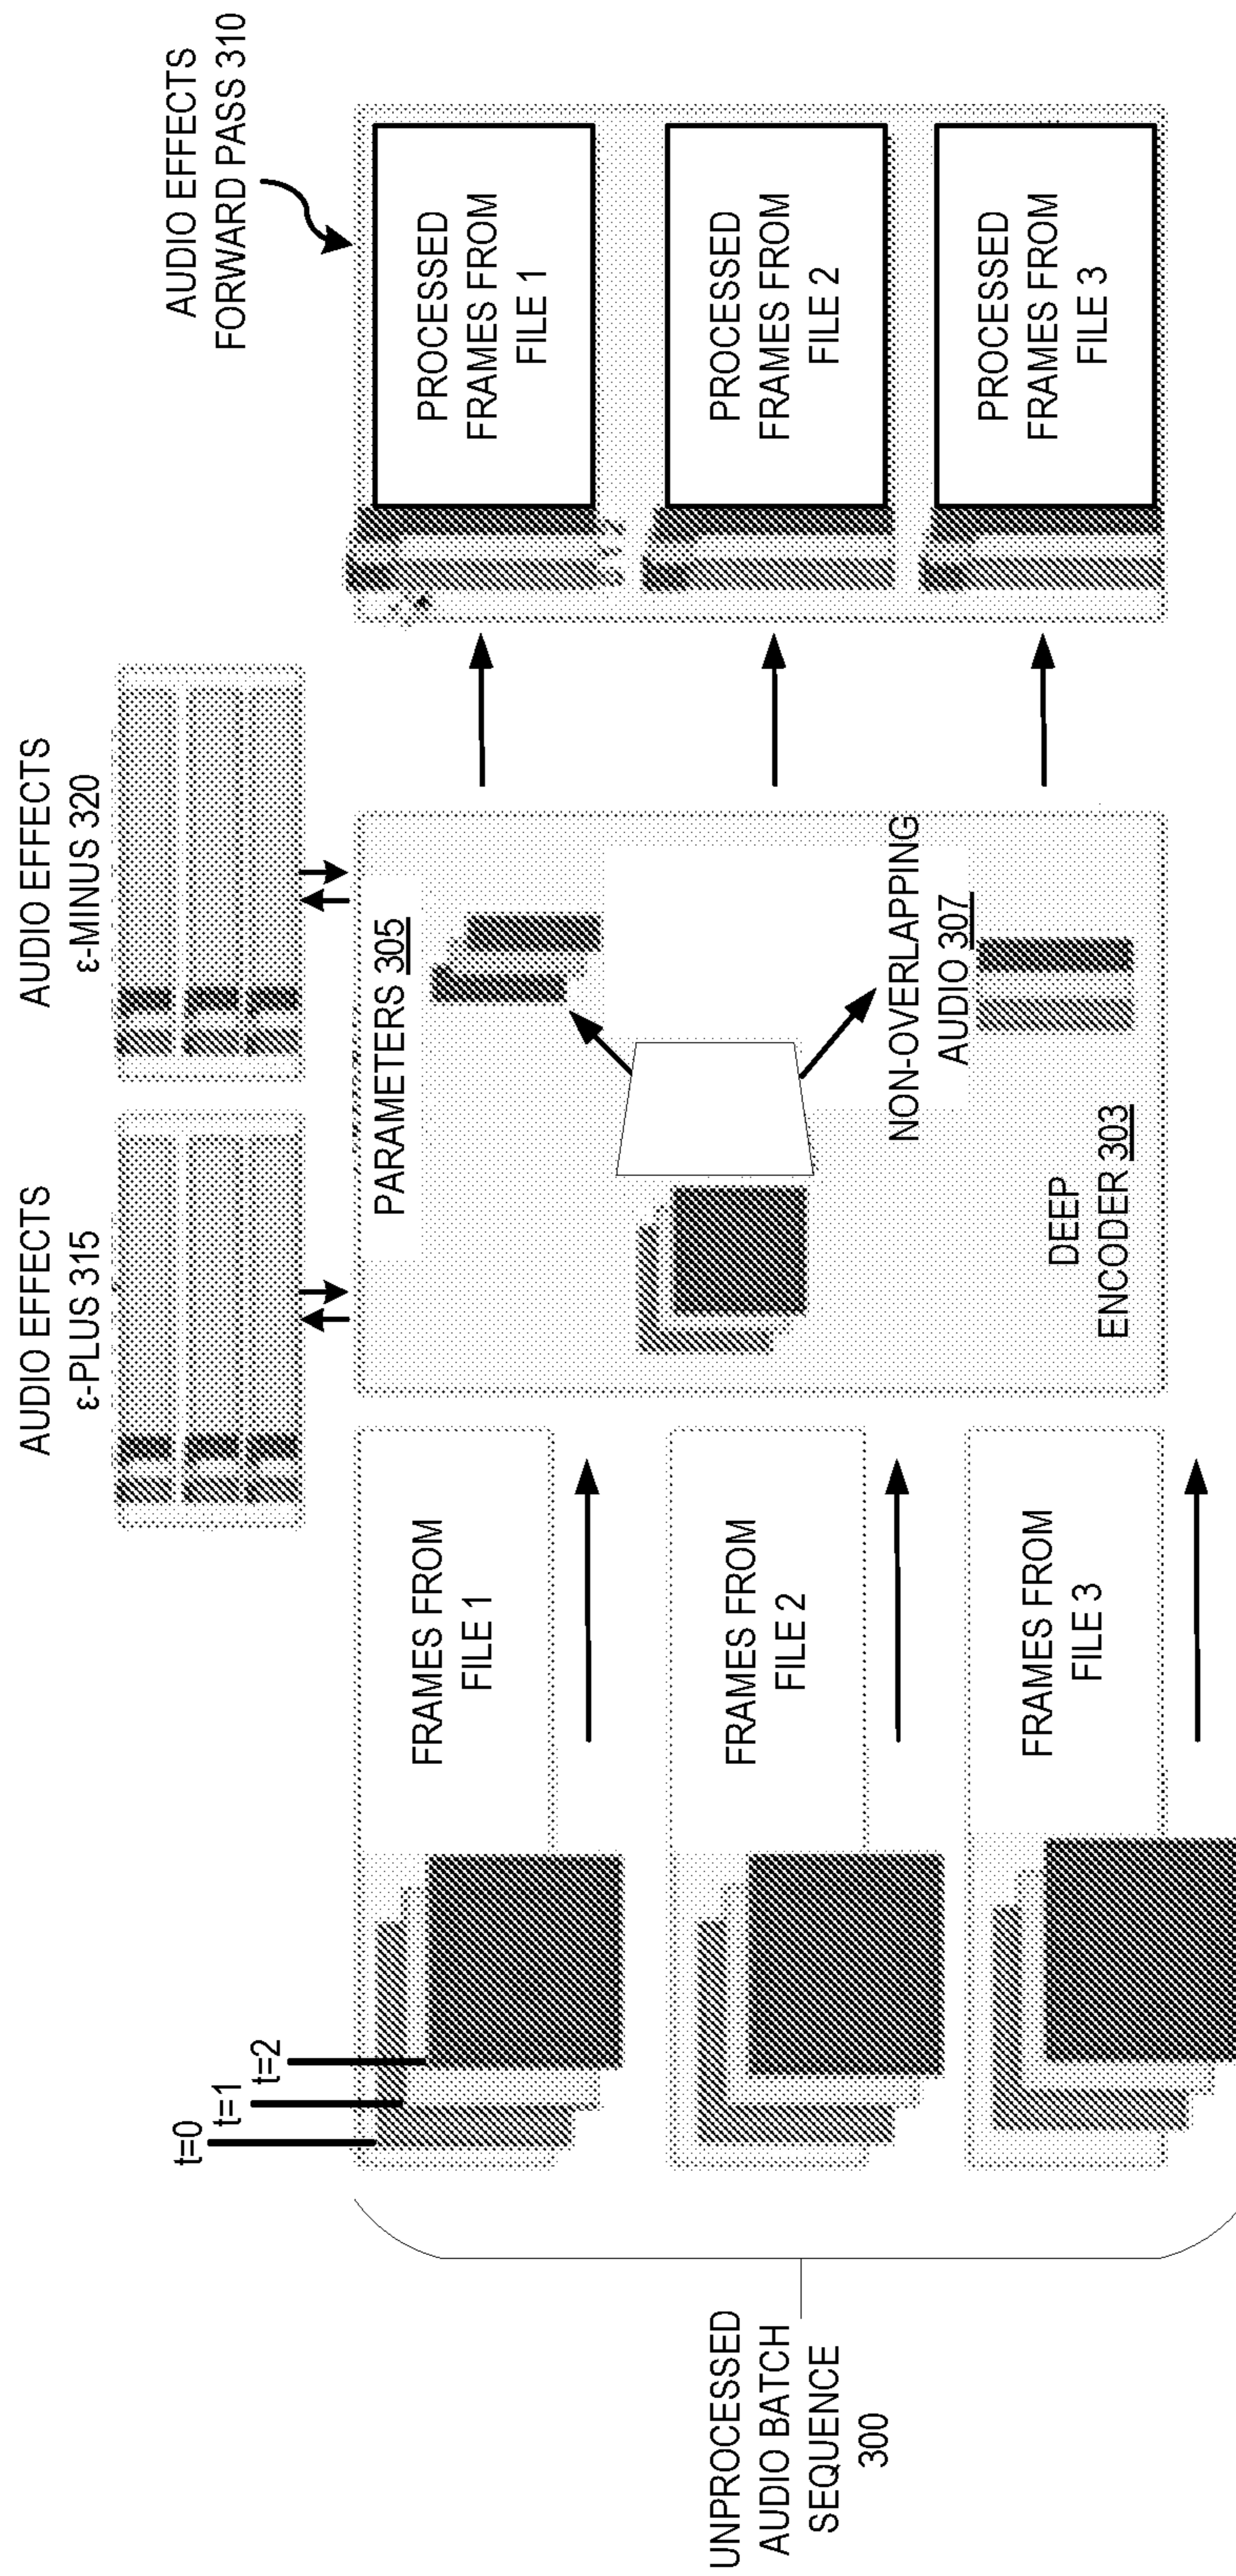 UNPROCESSED
AUDIO BATCH
SEQUENCE
300
t=0
t=1
t=2
FRAMES FROM
FILE 1
FRAMES FROM
FILE 2
FRAMES FROM
FILE 3
AUDIO EFFECTS
ε-PLUS 315
AUDIO EFFECTS
ε-MINUS 320
PARAMETERS 305
NON-OVERLAPPING
AUDIO 307
DEEP
ENCODER 303
AUDIO EFFECTS
FORWARD PASS 310
PROCESSED
FRAMES FROM
FILE 1
PROCESSED
FRAMES FROM
FILE 2
PROCESSED
FRAMES FROM
FILE 3